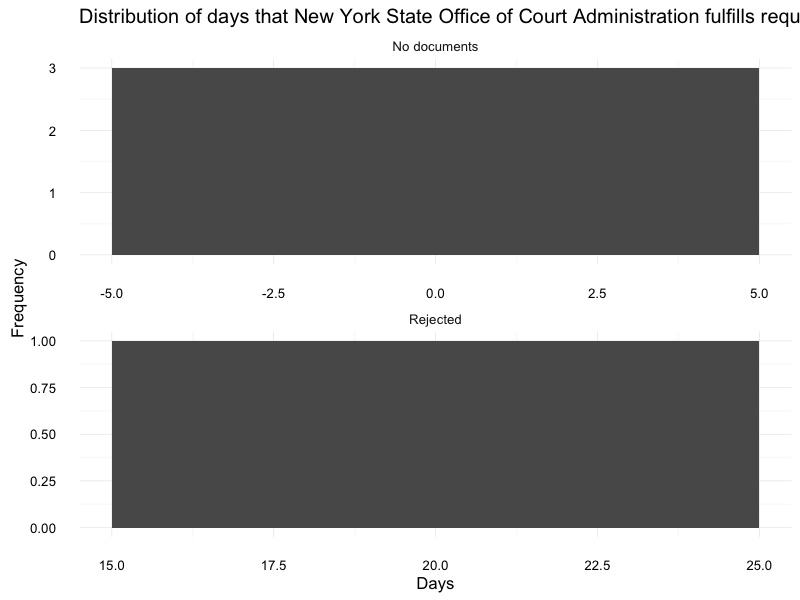 Distribution of days that New York State Office of Court Administration fulfills requ
No documents
3
2
1
0
-5.0 -2.5 0.0 2.5 5.0
Frequency
Rejected
1.00
0.75
0.50
0.25
0.00
15.0 17.5 20.0 22.5 25.0
Days